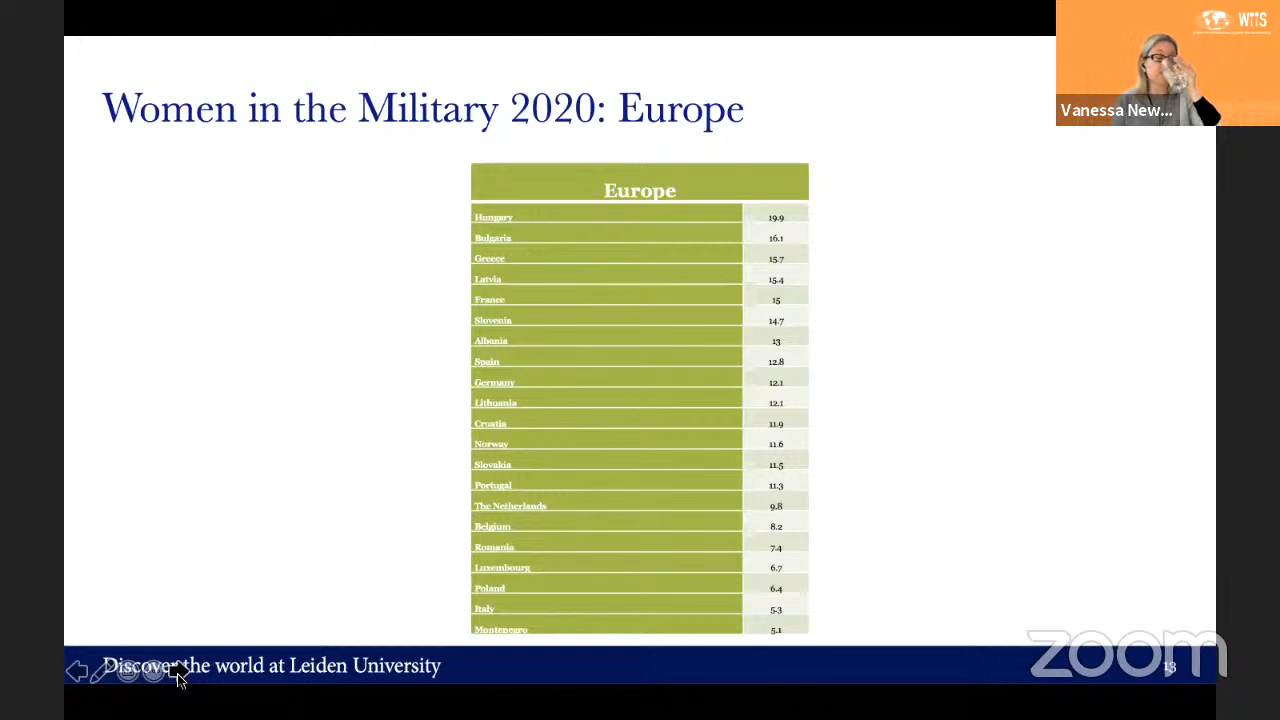 WIIS
Vanessa New...
Women in the Military 2020: Europe
Europe
Hungary 19.9
Bulgaria 16.1
Greece 15.7
Latvia 15.4
France 15
Slovenia 14.7
Albania 13
Spain 12.8
Germany 12.1
Lithuania 12.1
Croatia 11.9
Norway 11.6
Slovakia 11.5
Portugal 11.3
The Netherlands 9.8
Belgium 8.2
Romania 7.4
Luxembourg 6.7
Poland 6.4
Italy 5.3
Montenegro 5.1
Discover the world at Leiden University
13
zoom